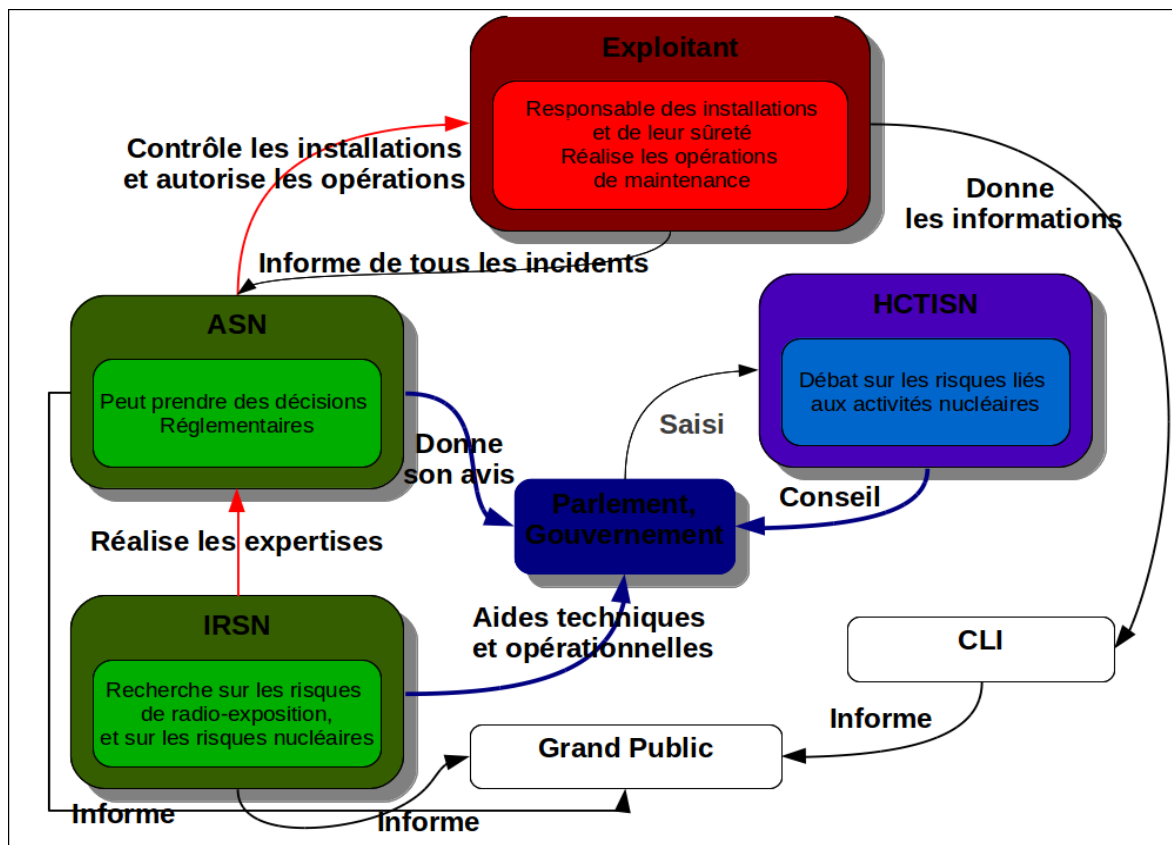 Exploitant
Responsable des installations
et de leur sûreté
Réalise les opérations
de maintenance
Contrôle les installations
et autorise les opérations
Donne
les informations
Informe de tous les incidents
ASN
Peut prendre des décisions
Réglementaires
HCTISN
Débat sur les risques liés
aux activités nucléaires
Saisi
Donne
son avis
Parlement,
Gouvernement
Conseil
Réalise les expertises
IRSN
Recherche sur les risques
de radio-exposition,
et sur les risques nucléaires
Aides techniques
et opérationnelles
CLI
Informe
Grand Public
Informe
Informe